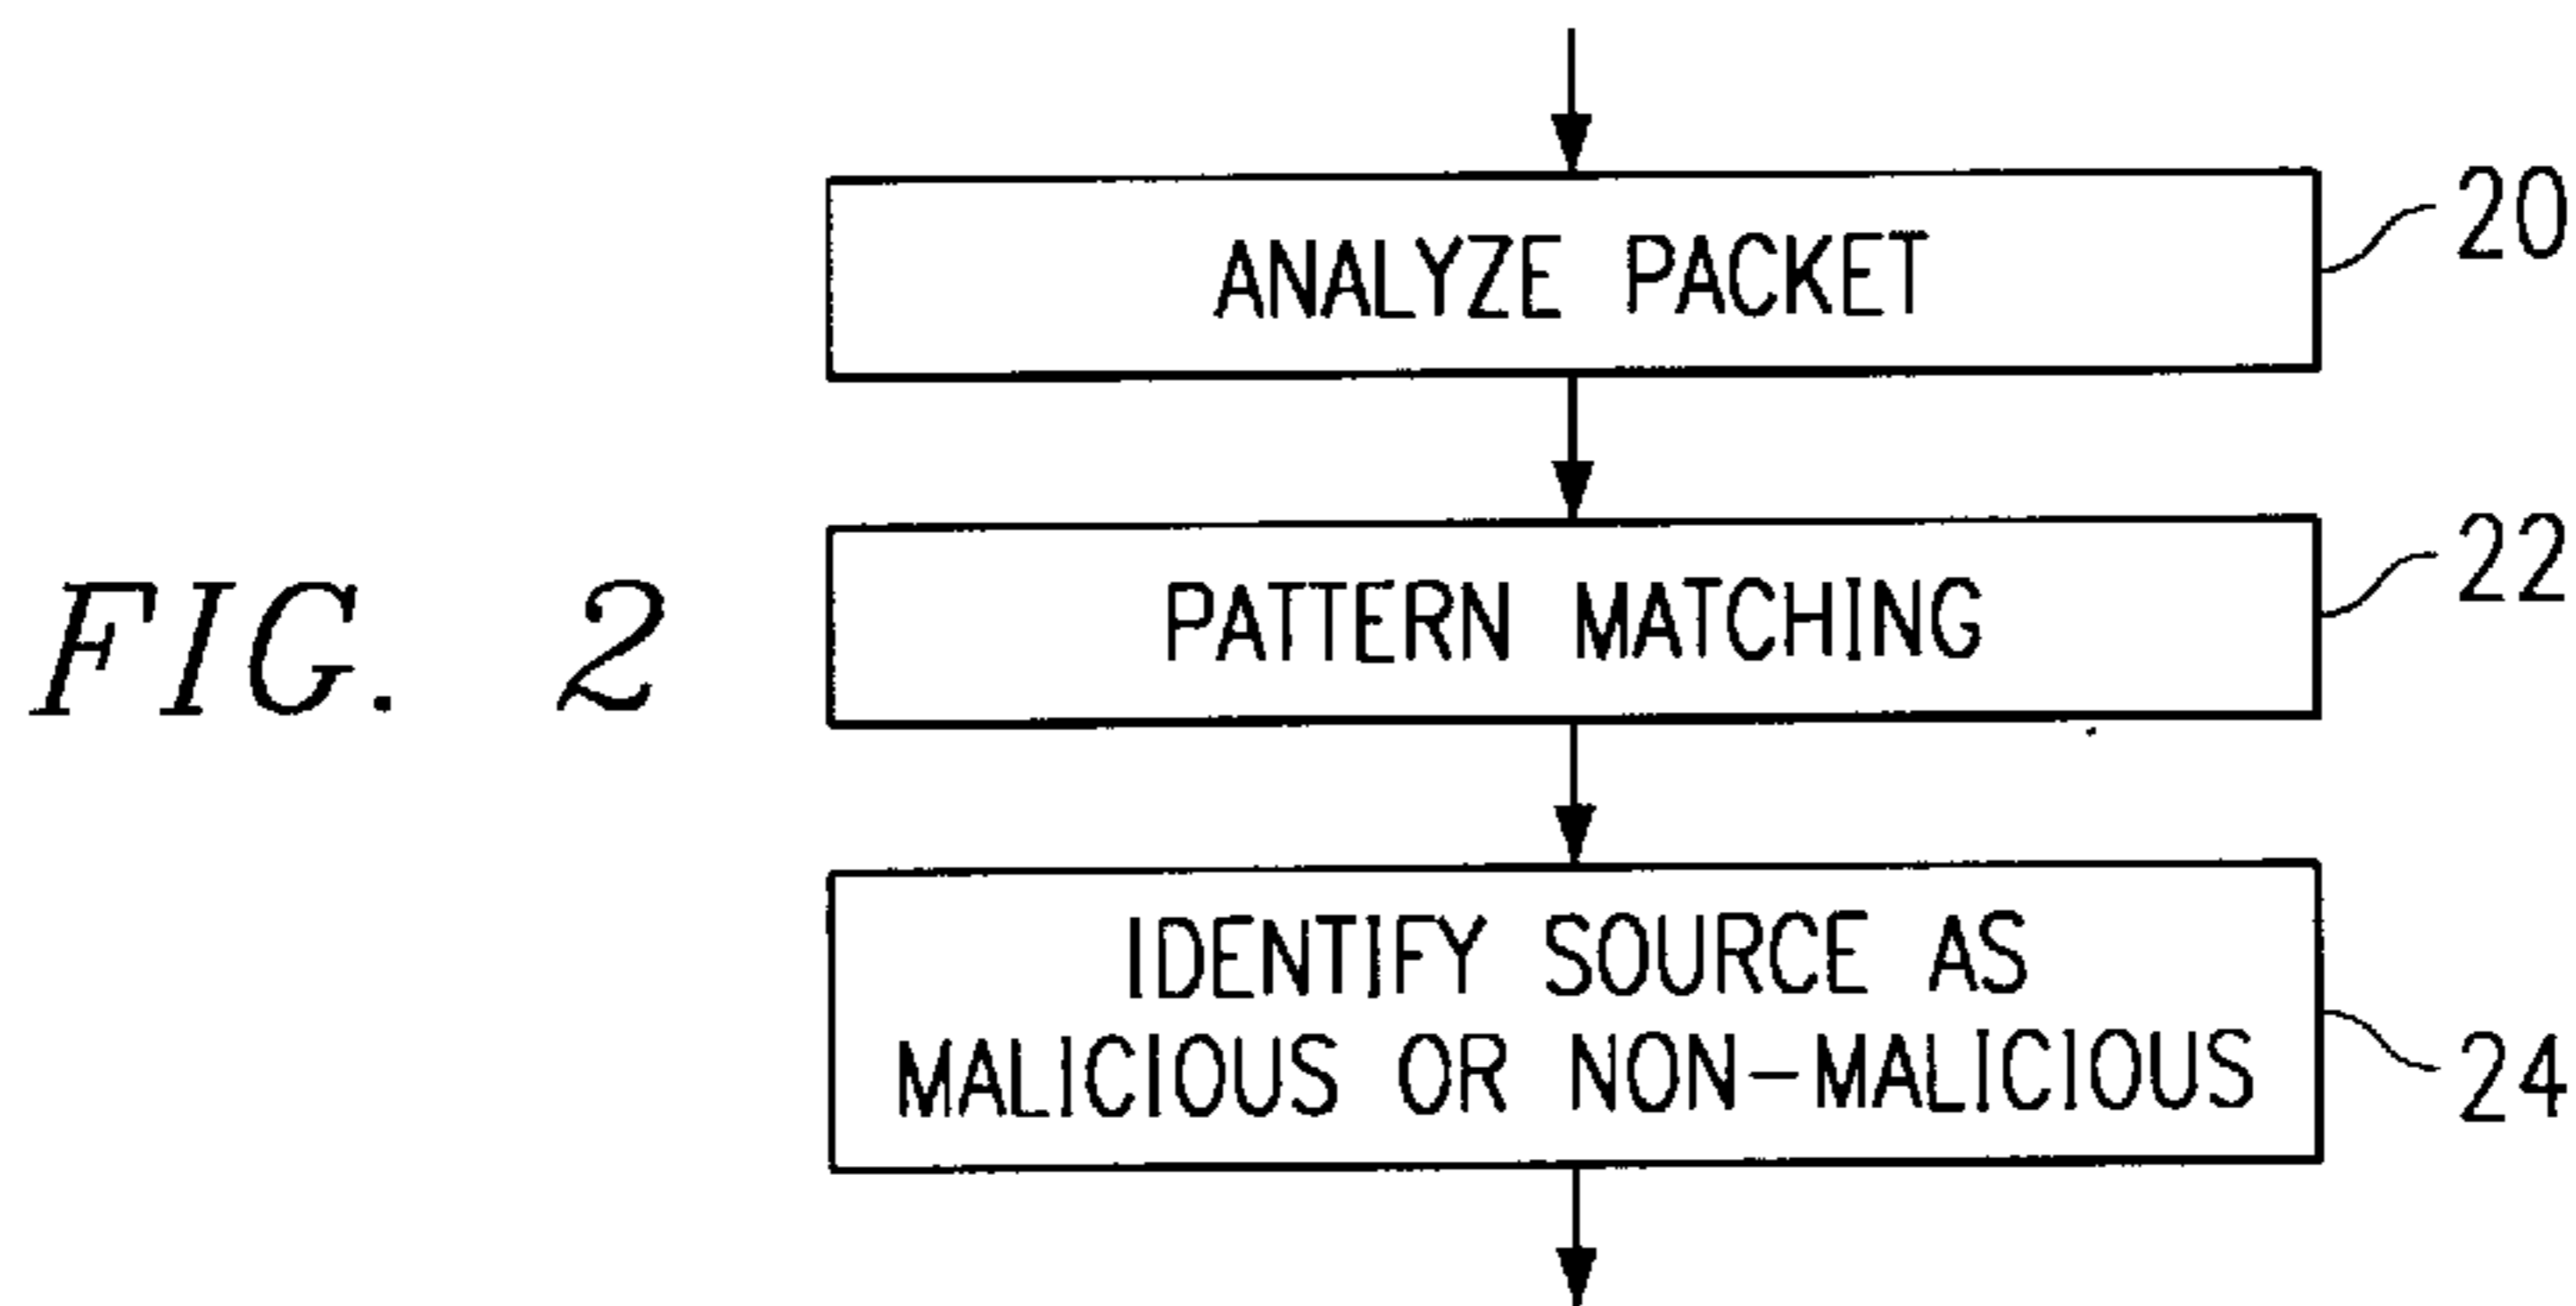 ANALYZE PACKET
20
PATTERN MATCHING
22
FIG. 2
IDENTIFY SOURCE AS
MALICIOUS OR NON-MALICIOUS
24